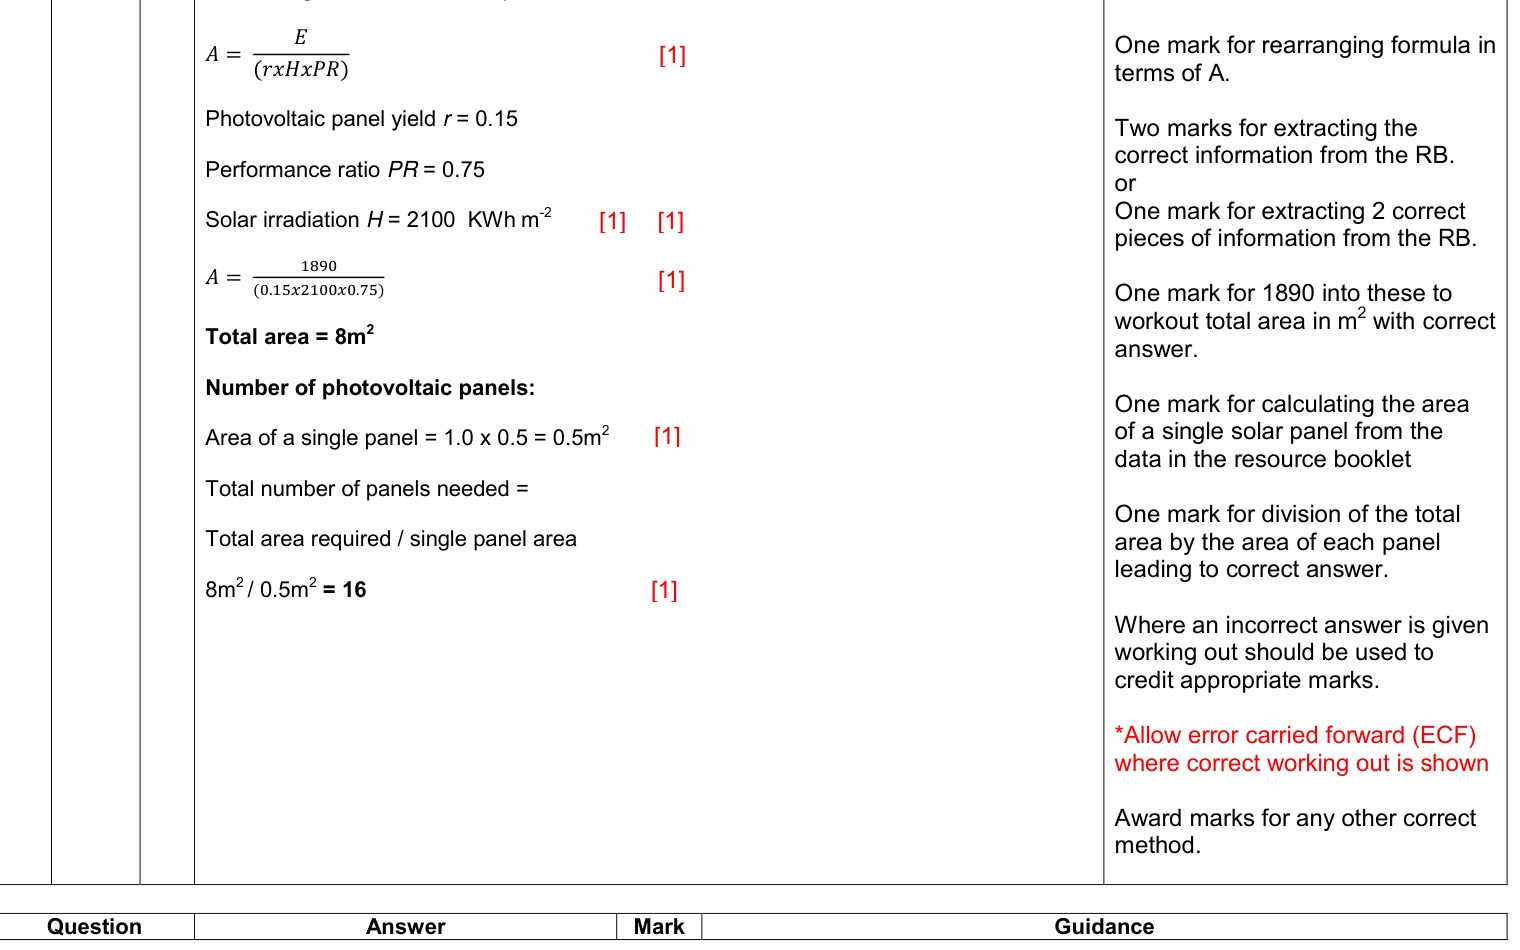 A = E / (rxHxPR) [1]
Photovoltaic panel yield r = 0.15
Performance ratio PR = 0.75
Solar irradiation H = 2100 KWh m⁻² [1] [1]
A = 1890 / (0.15x2100x0.75) [1]
Total area = 8m²
Number of photovoltaic panels:
Area of a single panel = 1.0 x 0.5 = 0.5m² [1]
Total number of panels needed =
Total area required / single panel area
8m² / 0.5m² = 16 [1]
One mark for rearranging formula in
terms of A.
Two marks for extracting the
correct information from the RB.
or
One mark for extracting 2 correct
pieces of information from the RB.
One mark for 1890 into these to
workout total area in m² with correct
answer.
One mark for calculating the area
of a single solar panel from the
data in the resource booklet
One mark for division of the total
area by the area of each panel
leading to correct answer.
Where an incorrect answer is given
working out should be used to
credit appropriate marks.
*Allow error carried forward (ECF)
where correct working out is shown
Award marks for any other correct
method.
Question Answer Mark Guidance